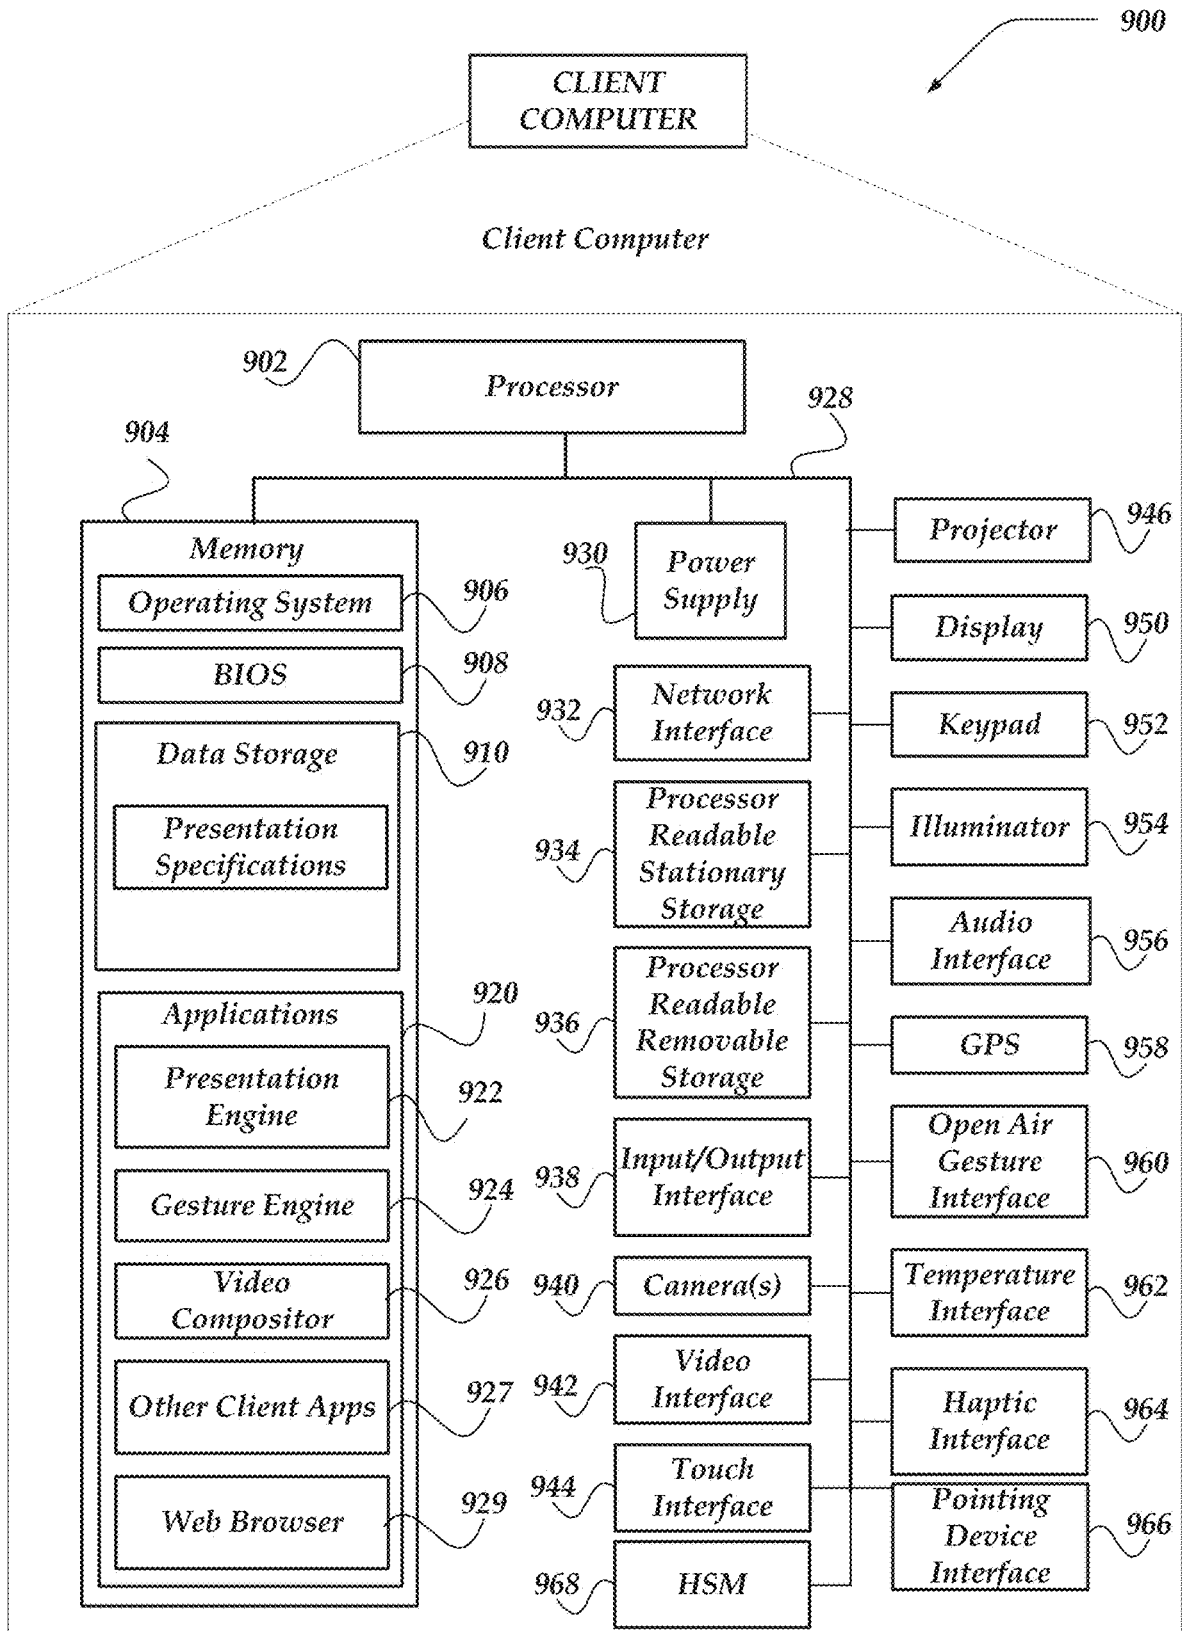 900
CLIENT
COMPUTER
Client Computer
902
Processor
928
904
Memory
Operating System
906
BIOS
908
Data Storage
910
Presentation
Specifications
Applications
920
Presentation
Engine
922
Gesture Engine
924
Video
Compositor
926
Other Client Apps
927
Web Browser
929
930
Power
Supply
932
Network
Interface
934
Processor
Readable
Stationary
Storage
936
Processor
Readable
Removable
Storage
938
Input/Output
Interface
940
Camera(s)
942
Video
Interface
944
Touch
Interface
968
HSM
Projector
946
Display
950
Keypad
952
Illuminator
954
Audio
Interface
956
GPS
958
Open Air
Gesture
Interface
960
Temperature
Interface
962
Haptic
Interface
964
Pointing
Device
Interface
966